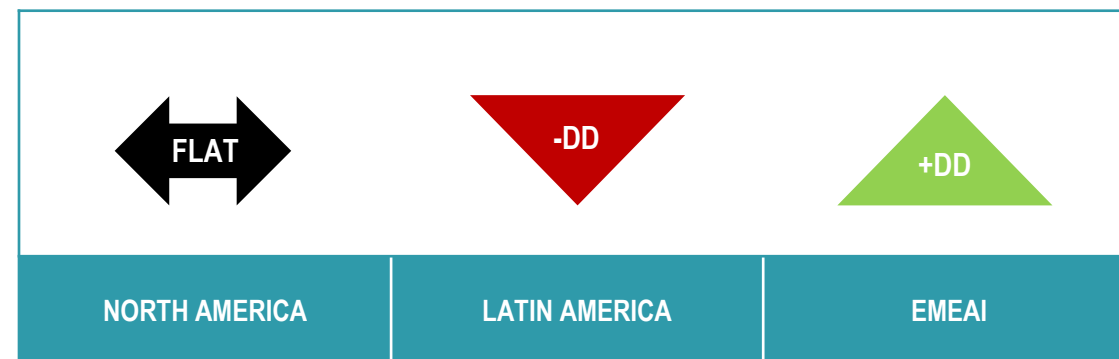 FLAT
-DD
+DD
NORTH AMERICA
LATIN AMERICA
EMEAI